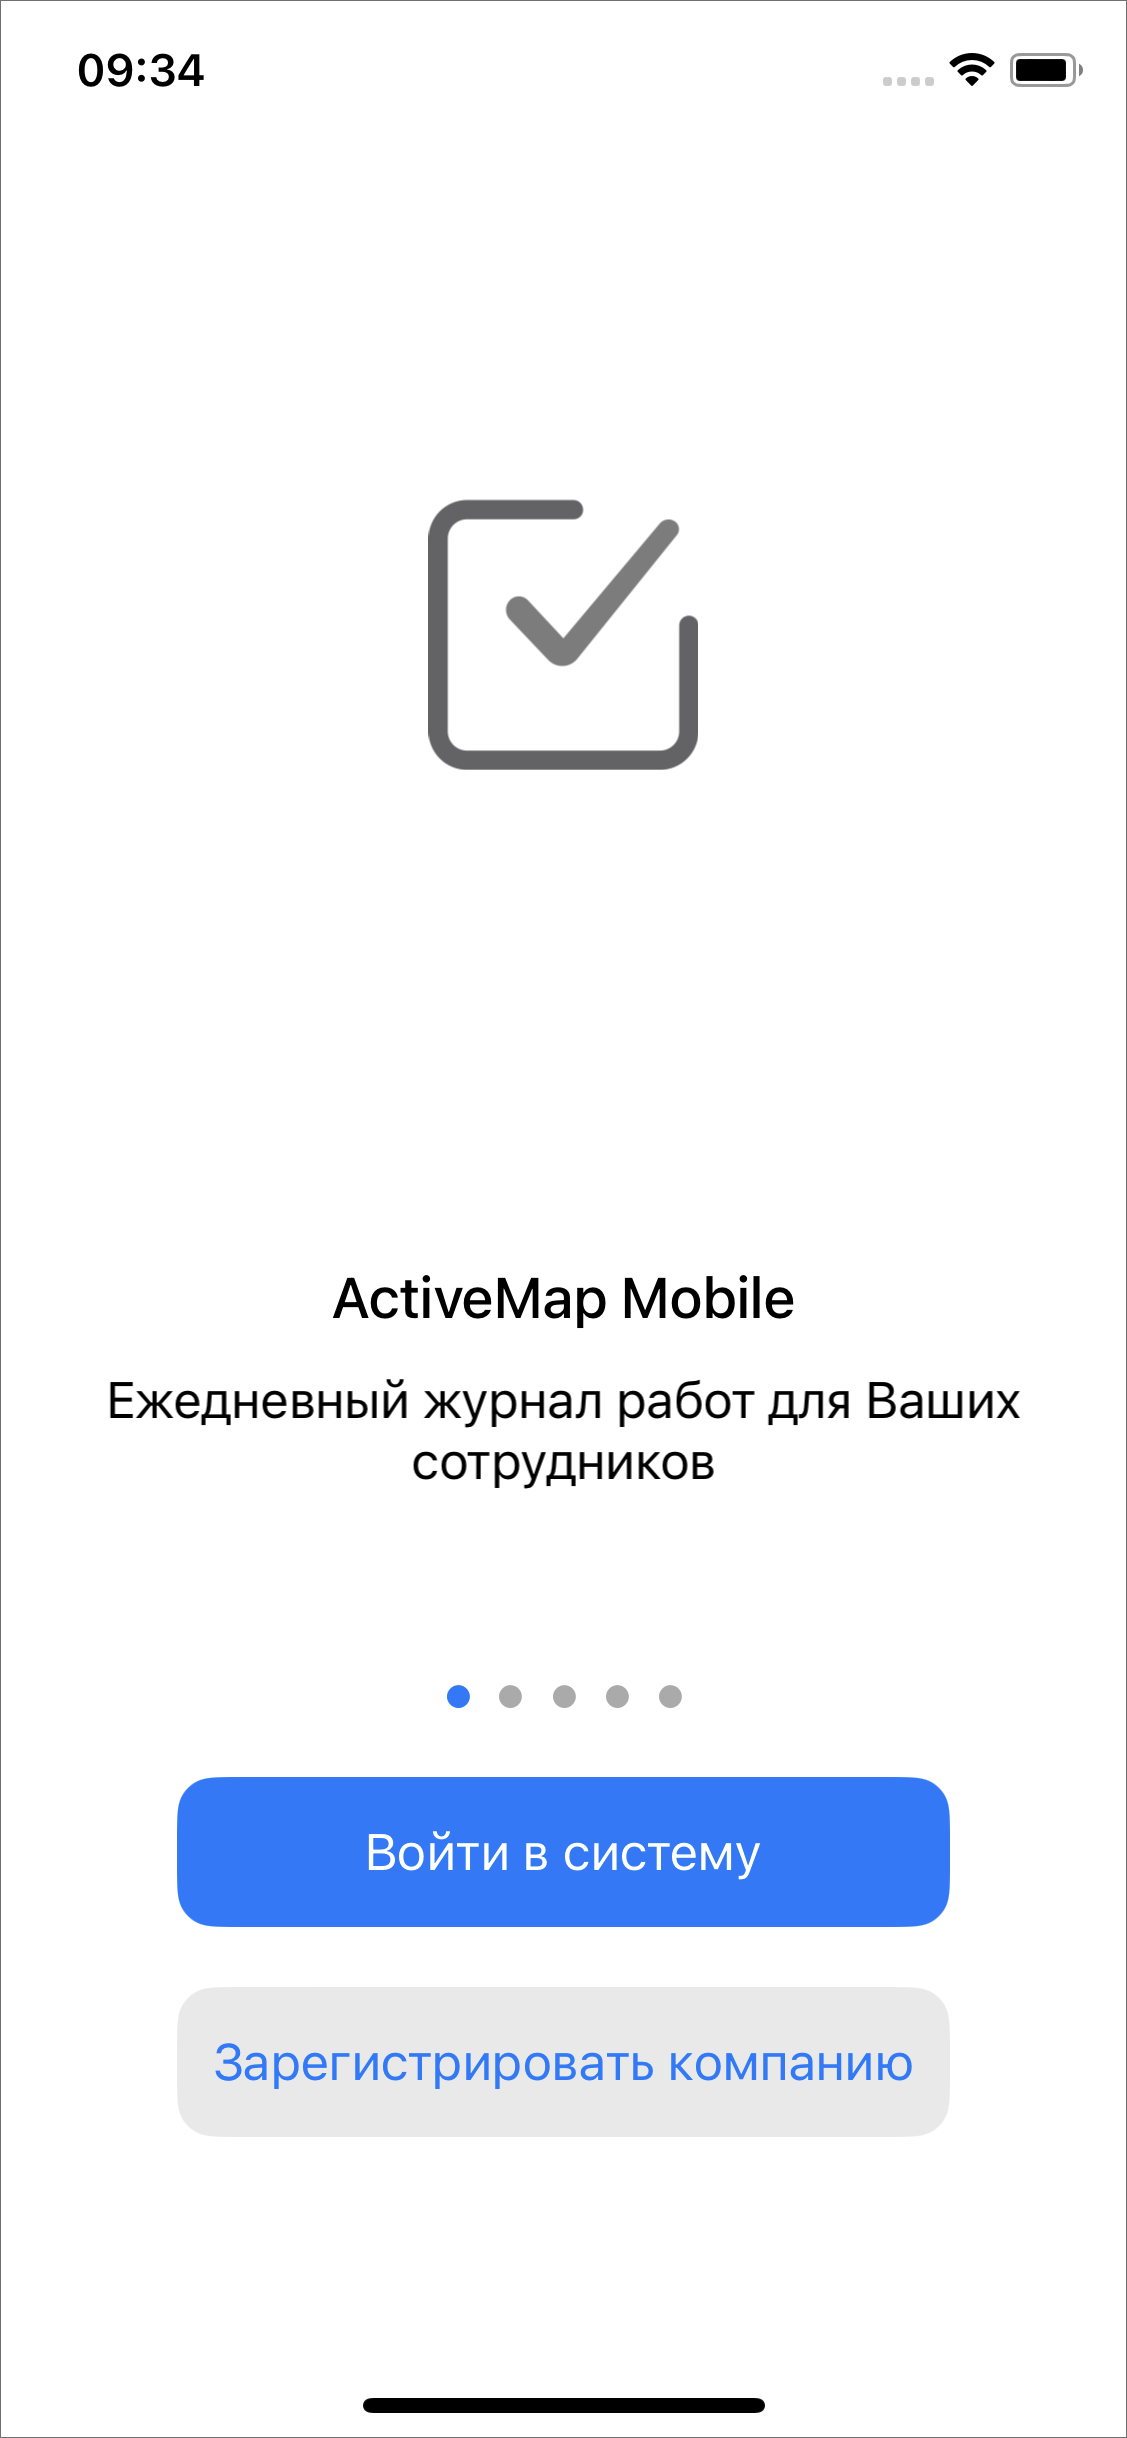 09:34
ActiveMap Mobile
Ежедневный журнал работ для Ваших
сотрудников
Войти в систему
Зарегистрировать компанию